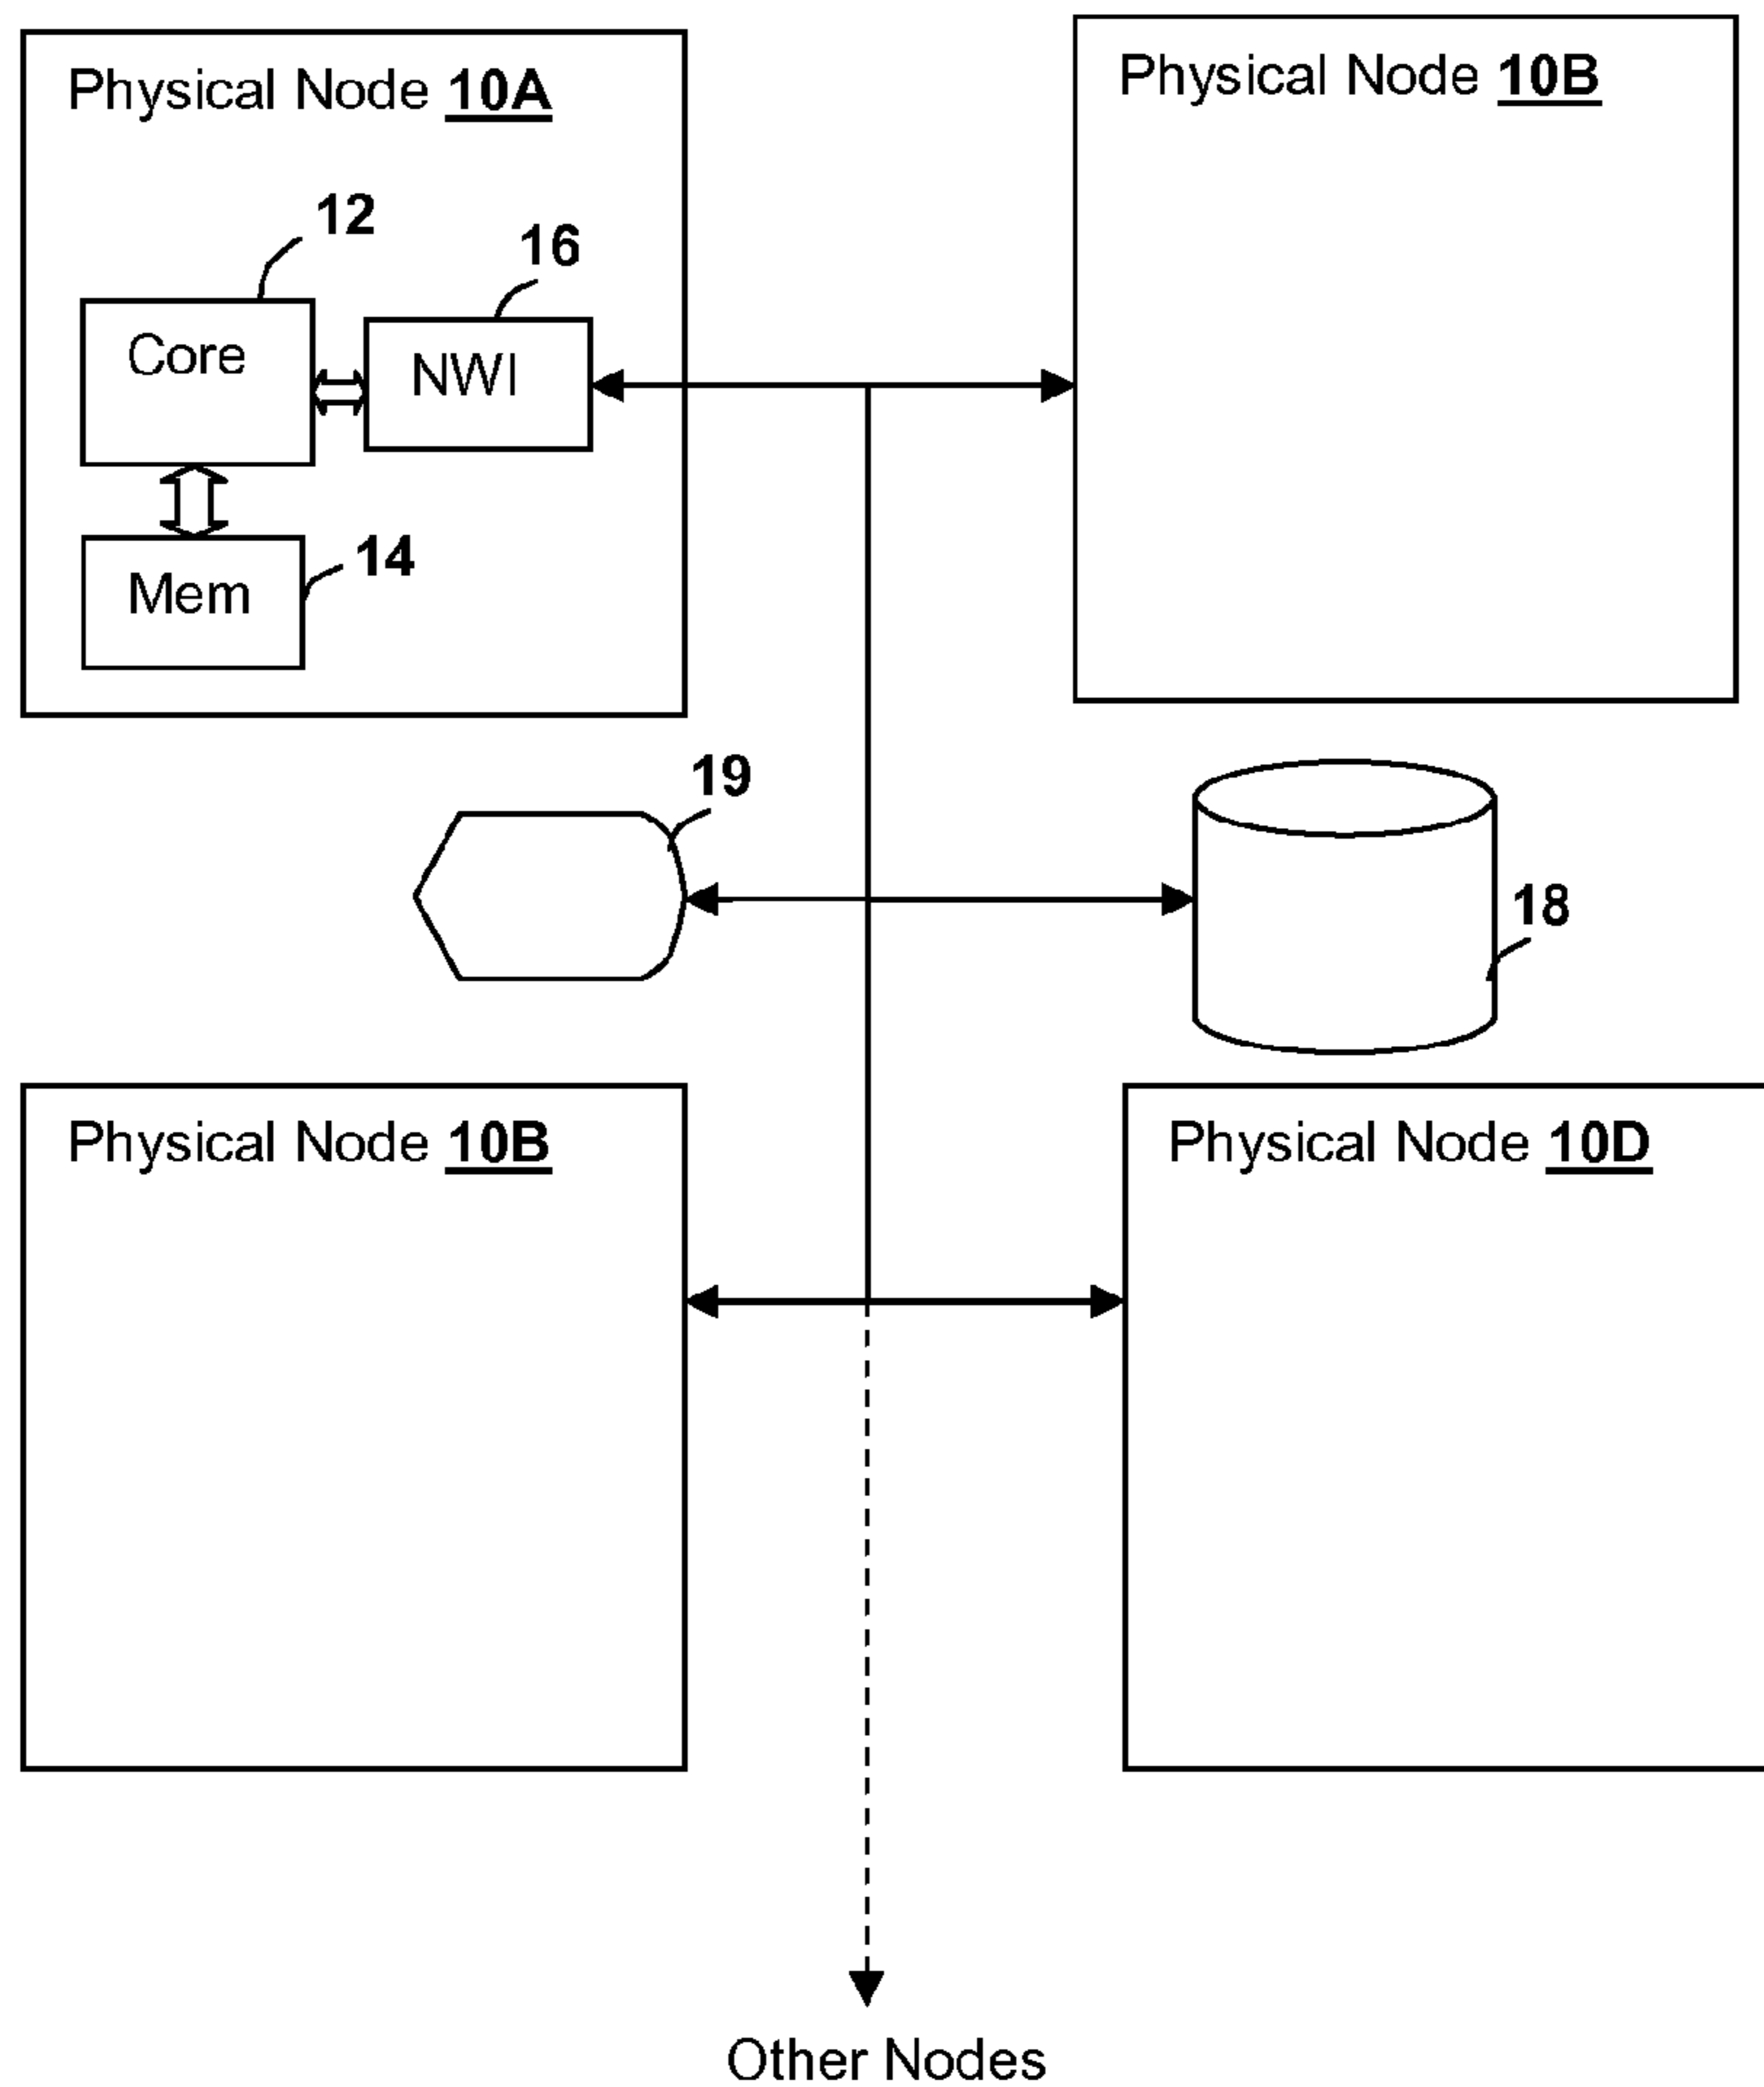 Physical Node 10A
Physical Node 10B
12
16
Core
NWI
14
Mem
19
18
Physical Node 10B
Physical Node 10D
Other Nodes